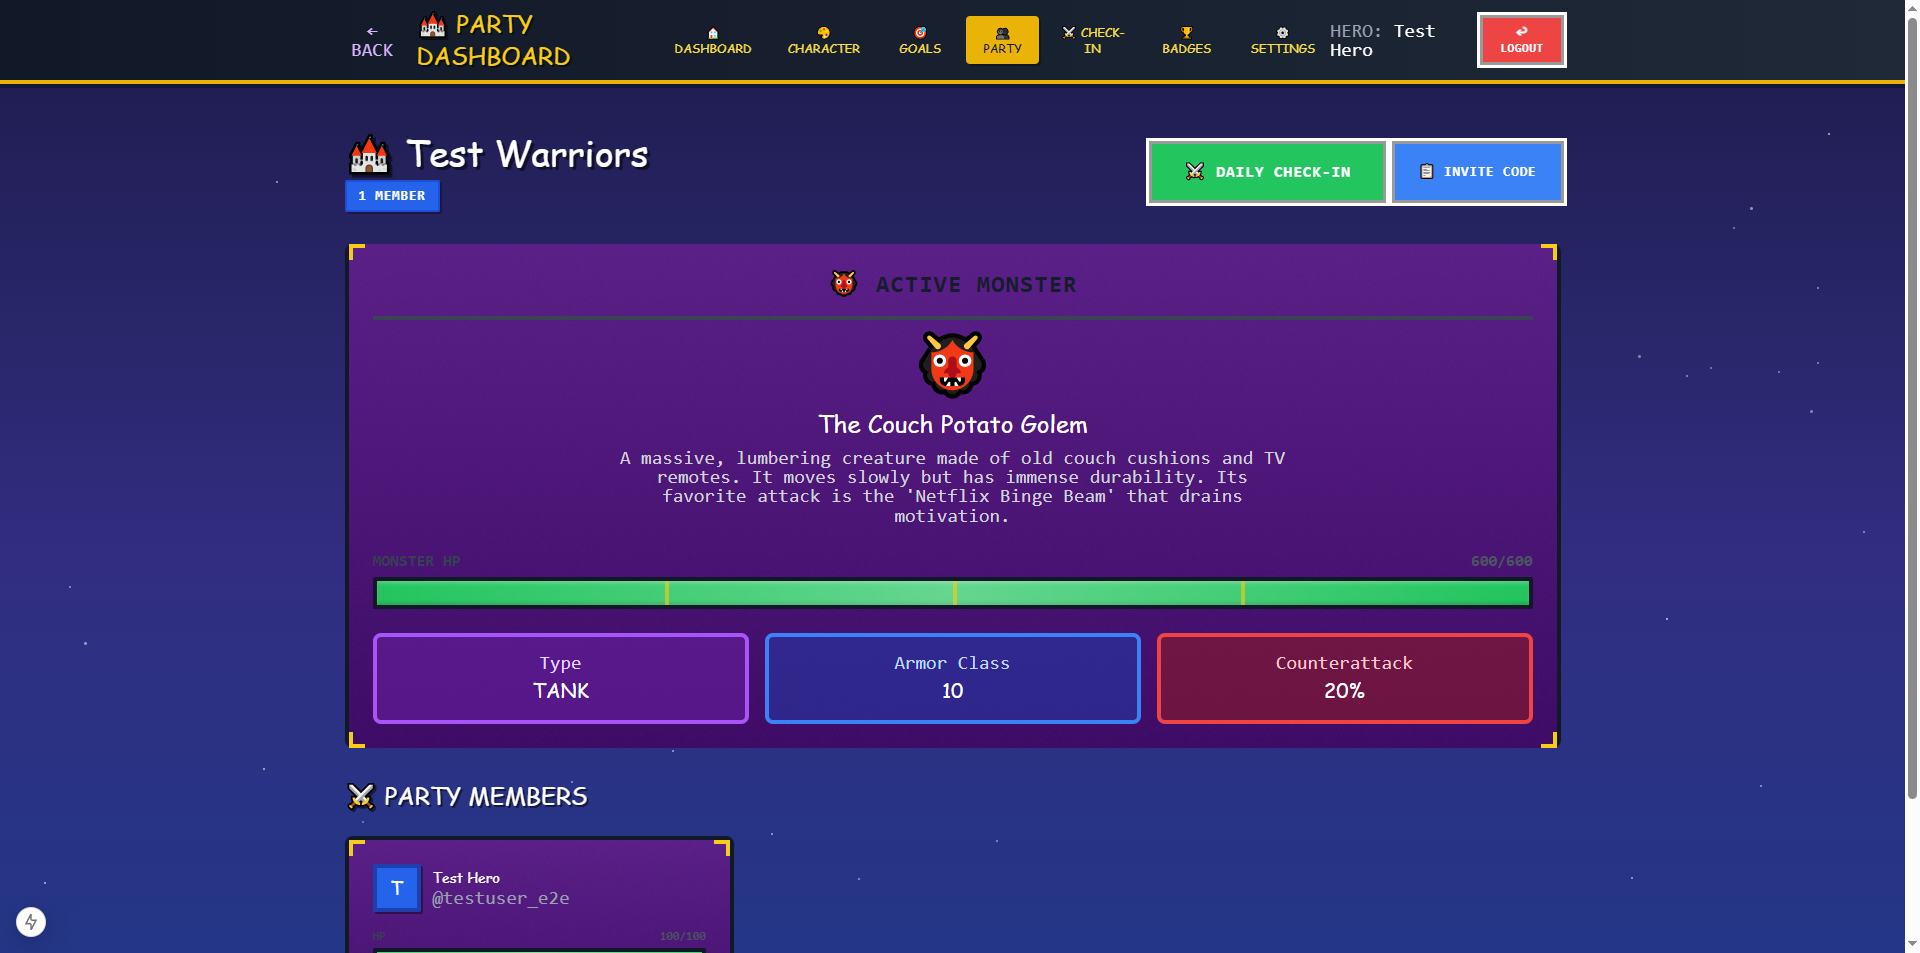 ←
BACK
🏰 PARTY
DASHBOARD
DASHBOARD
CHARACTER
GOALS
PARTY
CHECK-
IN
BADGES
SETTINGS
HERO: Test
Hero
LOGOUT
Test Warriors
1 MEMBER
DAILY CHECK-IN
INVITE CODE
ACTIVE MONSTER
The Couch Potato Golem
A massive, lumbering creature made of old couch cushions and TV
remotes. It moves slowly but has immense durability. Its
favorite attack is the 'Netflix Binge Beam' that drains
motivation.
MONSTER HP
600/600
Type
TANK
Armor Class
10
Counterattack
20%
PARTY MEMBERS
T
Test Hero
@testuser_e2e
HP
100/100